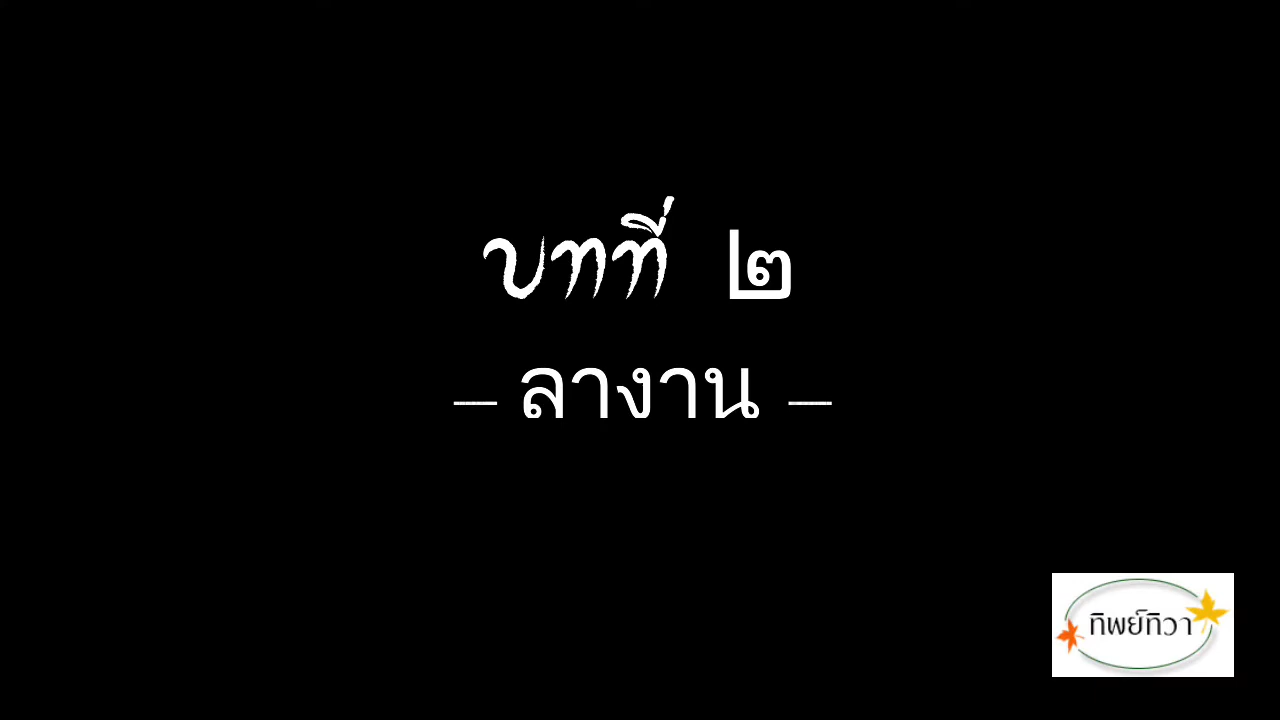 บทที่ ๒
– ลางาน –
ทิพย์ทิวา